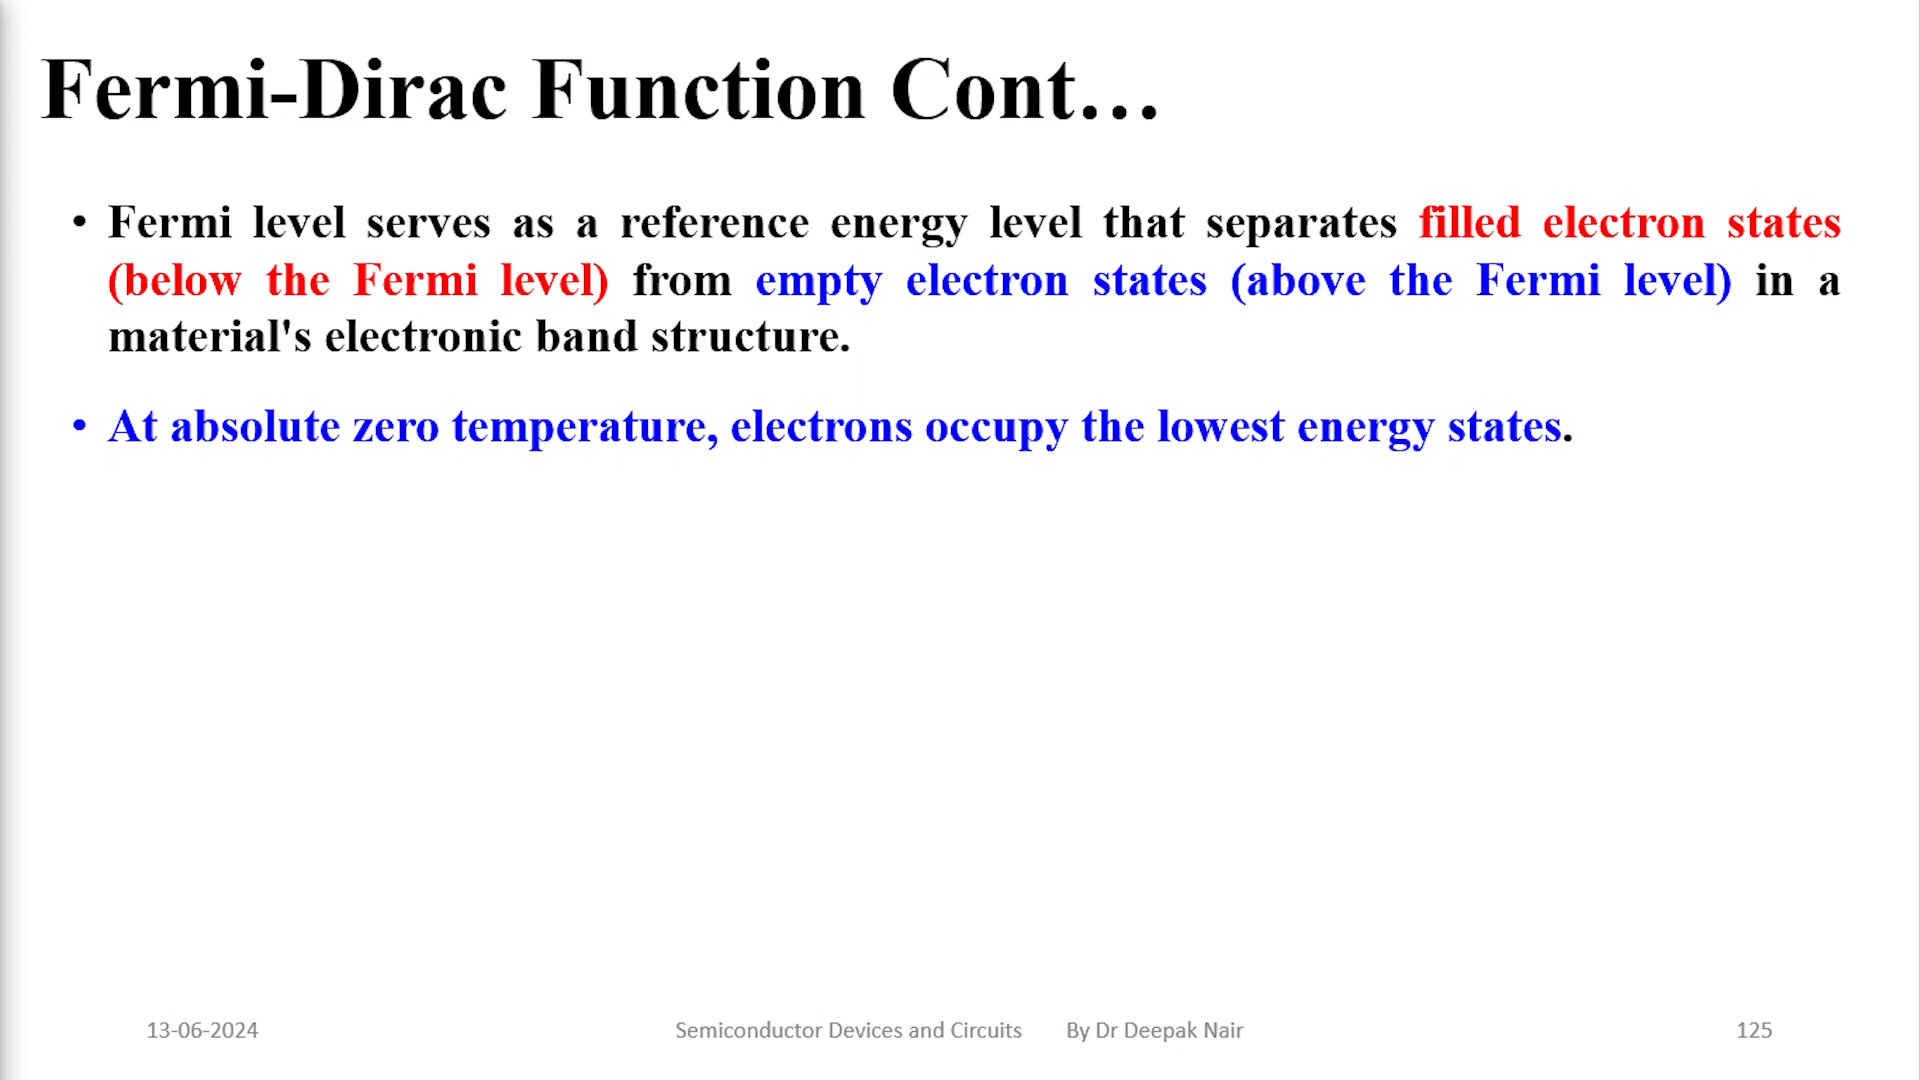 Fermi-Dirac Function Cont…
• Fermi level serves as a reference energy level that separates filled electron states
(below the Fermi level) from empty electron states (above the Fermi level) in a
material's electronic band structure.
• At absolute zero temperature, electrons occupy the lowest energy states.
13-06-2024 Semiconductor Devices and Circuits By Dr Deepak Nair 125